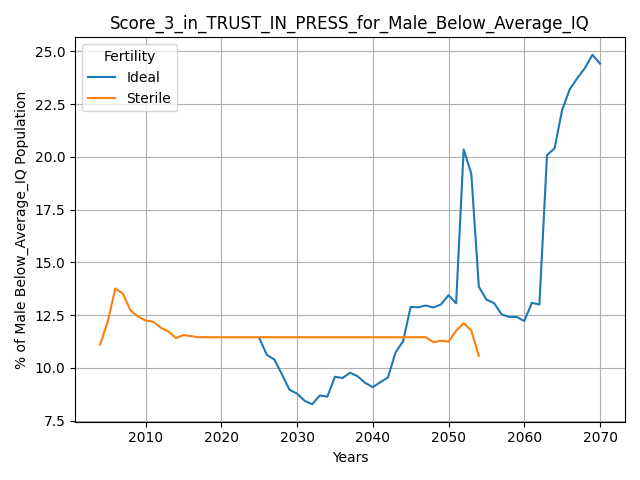 Score_3_in_TRUST_IN_PRESS_for_Male_Below_Average_IQ
% of Male Below_Average_IQ Population
25.0
22.5
20.0
17.5
15.0
12.5
10.0
7.5
Fertility
Ideal
Sterile
2010 2020 2030 2040 2050 2060 2070
Years